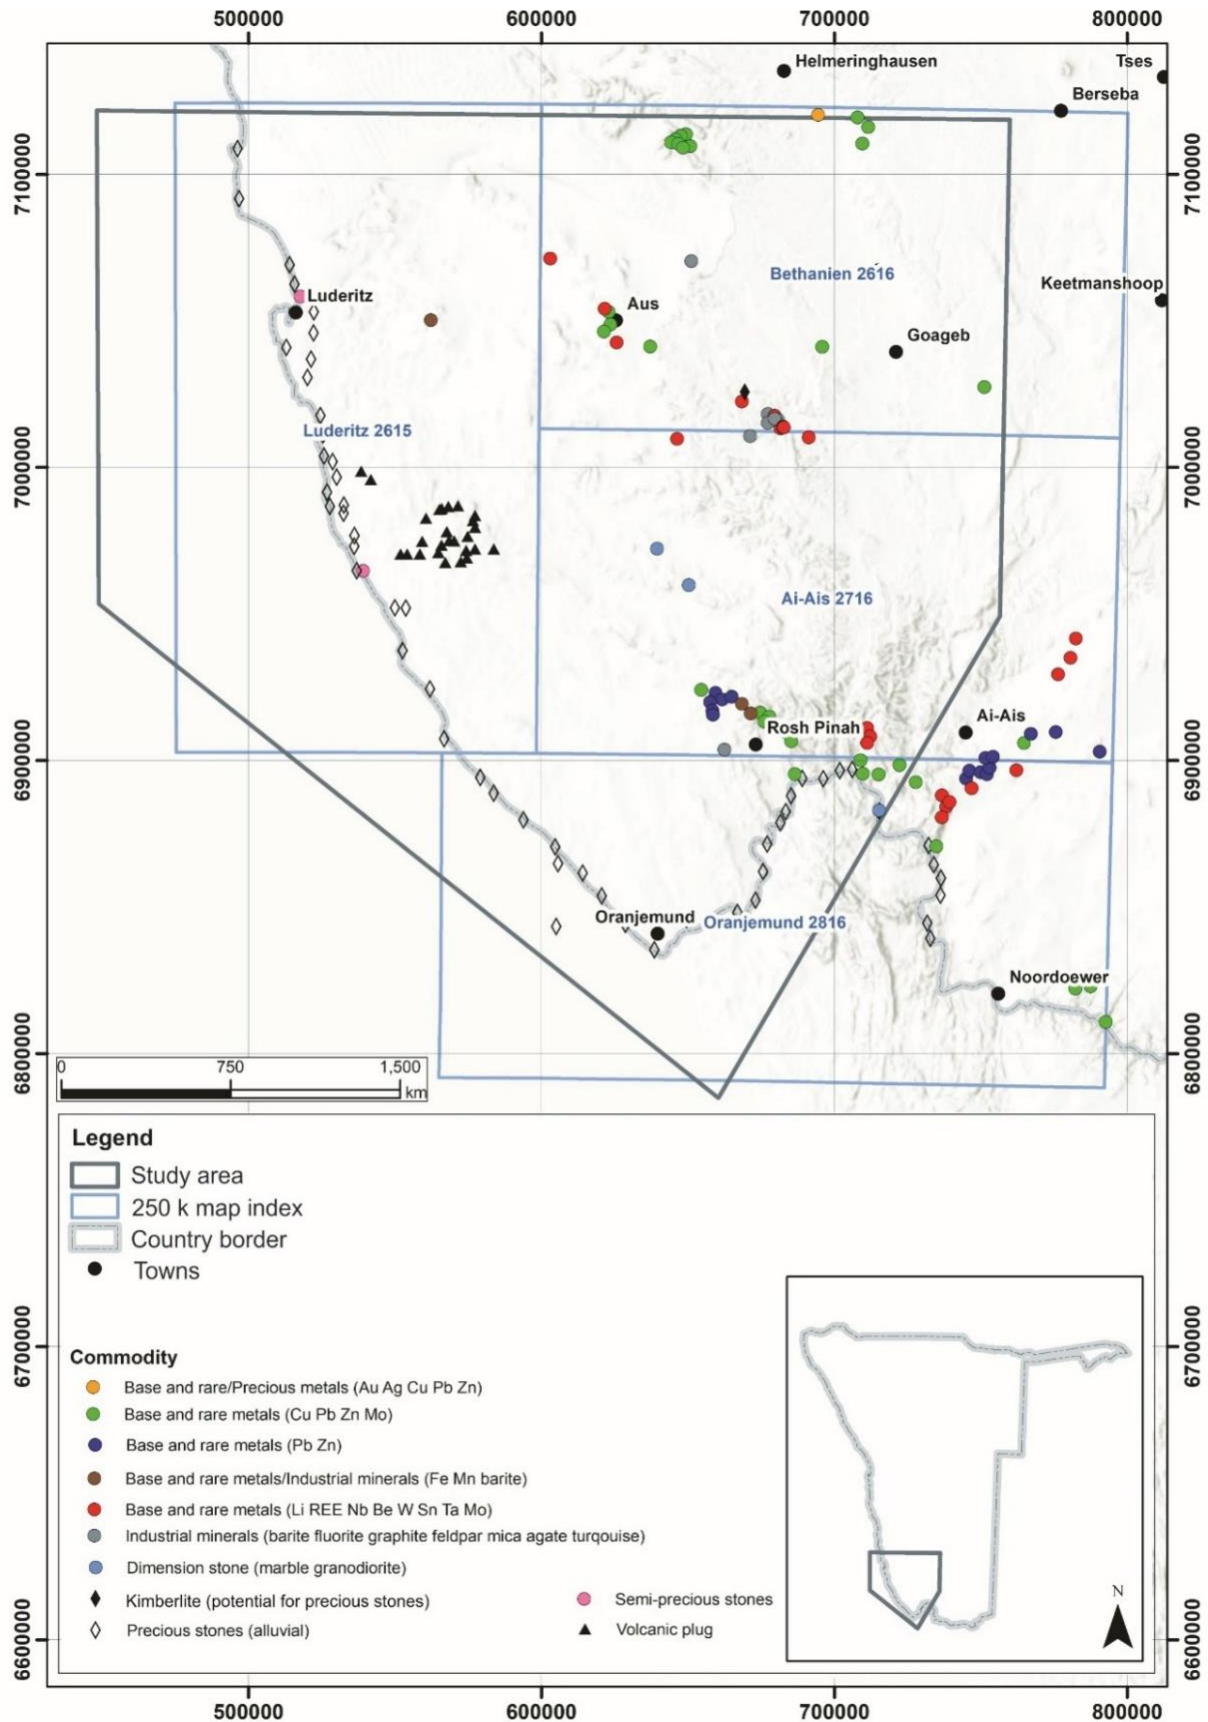 500000 600000 700000 800000
Helmeringhausen
Tses
Berseba
7100000 7100000
Bethanien 2616
Keetmanshoop
Luderitz
Aus
Goageb
Luderitz 2615
7000000 7000000
Ai-Ais 2716
Ai-Ais
Rosh Pinah
6900000 6900000
Oranjemund
Oranjemund 2816
Noordoewer
6800000 6800000
0 750 1,500
km
Legend
Study area
250 k map index
Country border
Towns
6700000 6700000
Commodity
Base and rare/Precious metals (Au Ag Cu Pb Zn)
Base and rare metals (Cu Pb Zn Mo)
Base and rare metals (Pb Zn)
Base and rare metals/Industrial minerals (Fe Mn barite)
Base and rare metals (Li REE Nb Be W Sn Ta Mo)
Industrial minerals (barite fluorite graphite feldpar mica agate turqouise)
Dimension stone (marble granodiorite)
Kimberlite (potential for precious stones)
Precious stones (alluvial)
Semi-precious stones
Volcanic plug
N
6600000 6600000
500000 600000 700000 800000